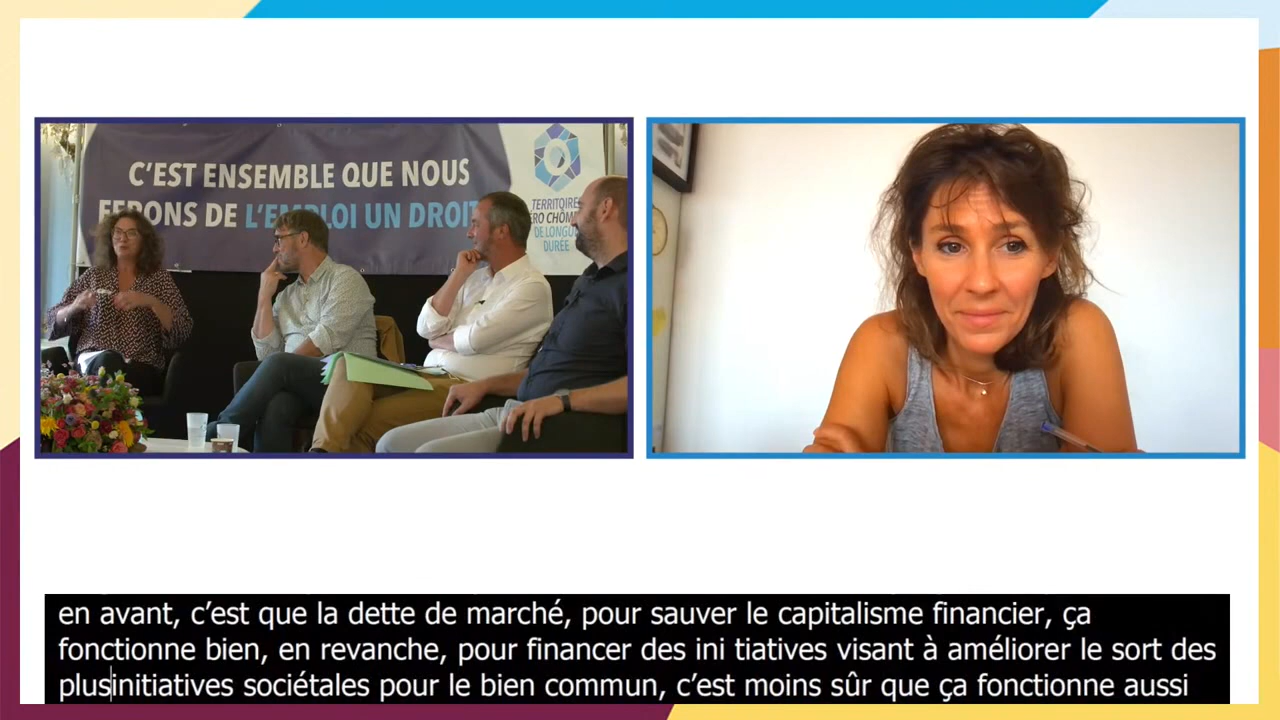 C'EST ENSEMBLE QUE NOUS
FERONS DE L'EMPLOI UN DROIT
TERRITOIRE
ZÉRO CHÔM
DE LONGUE
DURÉE
en avant, c'est que la dette de marché, pour sauver le capitalisme financier, ça
fonctionne bien, en revanche, pour financer des ini tiatives visant à améliorer le sort des
plusinitiatives sociétales pour le bien commun, c'est moins sûr que ça fonctionne aussi